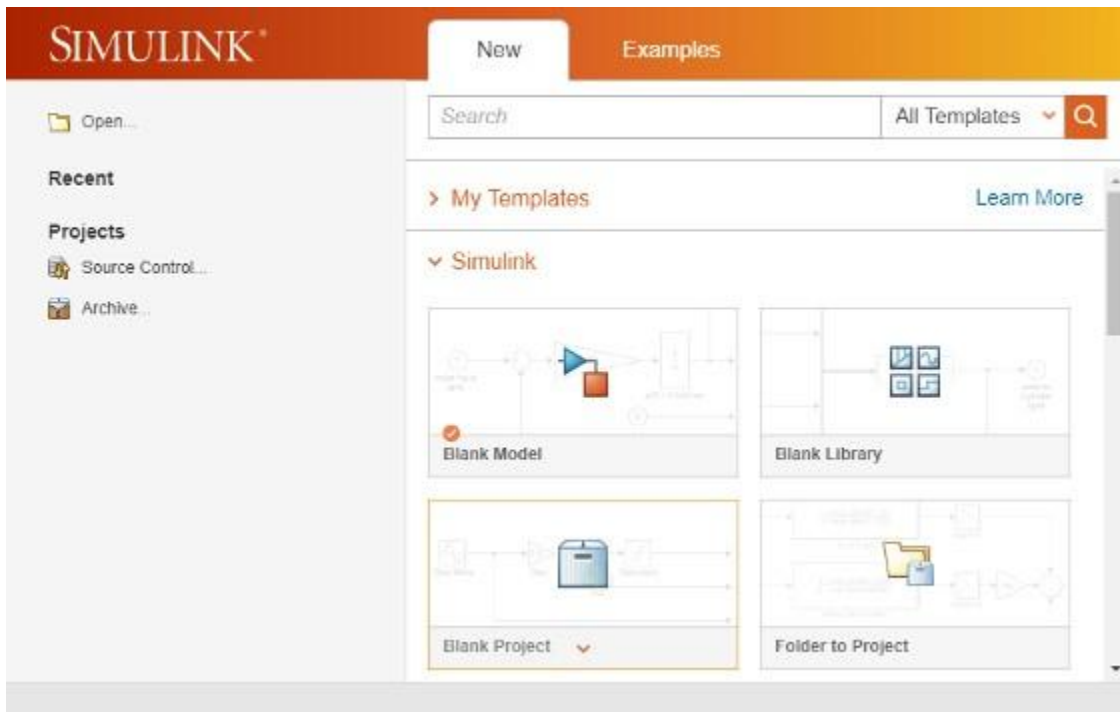 SIMULINK®
New
Examples
Open...
Recent
Projects
Source Control...
Archive...
Search
All Templates
My Templates
Learn More
Simulink
Blank Model
Blank Library
Blank Project
Folder to Project